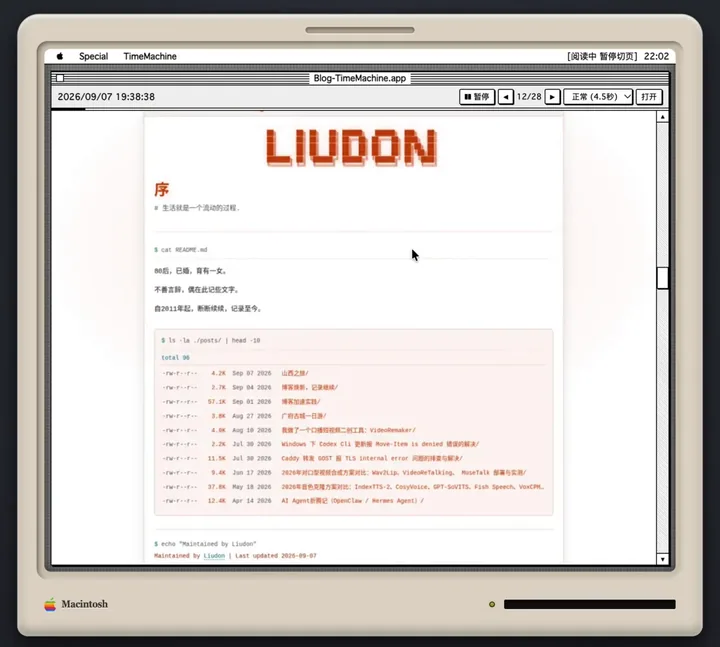 Special TimeMachine [阅读中 暂停切页] 22:02
Blog-TimeMachine.app
2026/09/07 19:38:38 暂停 12/28 正常 (4.5秒) 打开
LIUDON
序
# 生活就是一个流动的过程.
$ cat README.md
80后，已婚，育有一女。
不善言辞，偶在此记些文字。
自2011年起，断断续续，记录至今。
$ ls -la ./posts/ | head -10
total 96
-rw-r--r-- 4.2K Sep 07 2026 山西之旅/
-rw-r--r-- 2.7K Sep 04 2026 博客焕新，记录继续/
-rw-r--r-- 57.1K Sep 01 2026 博客加速实践/
-rw-r--r-- 3.8K Aug 27 2026 广府古城一日游/
-rw-r--r-- 4.8K Aug 10 2026 我做了一个口播短视频二创工具：VideoRemaker/
-rw-r--r-- 2.2K Jul 30 2026 Windows 下 Codex Cli 更新报 Move-Item is denied 错误的解决/
-rw-r--r-- 11.5K Jul 30 2026 Caddy 转发 GOST 报 TLS internal error 问题的排查与解决/
-rw-r--r-- 9.4K Jun 17 2026 2026年对口型视频合成方案对比：Wav2Lip、VideoReTalking、 MuseTalk 部署与实测/
-rw-r--r-- 37.8K May 18 2026 2026年音色克隆方案对比：IndexTTS-2、CosyVoice、GPT-SoVITS、Fish Speech、VoxCPM…
-rw-r--r-- 12.4K Apr 14 2026 AI Agent折腾记（OpenClaw / Hermes Agent）/
$ echo "Maintained by Liudon"
Maintained by Liudon | Last updated 2026-09-07
Macintosh